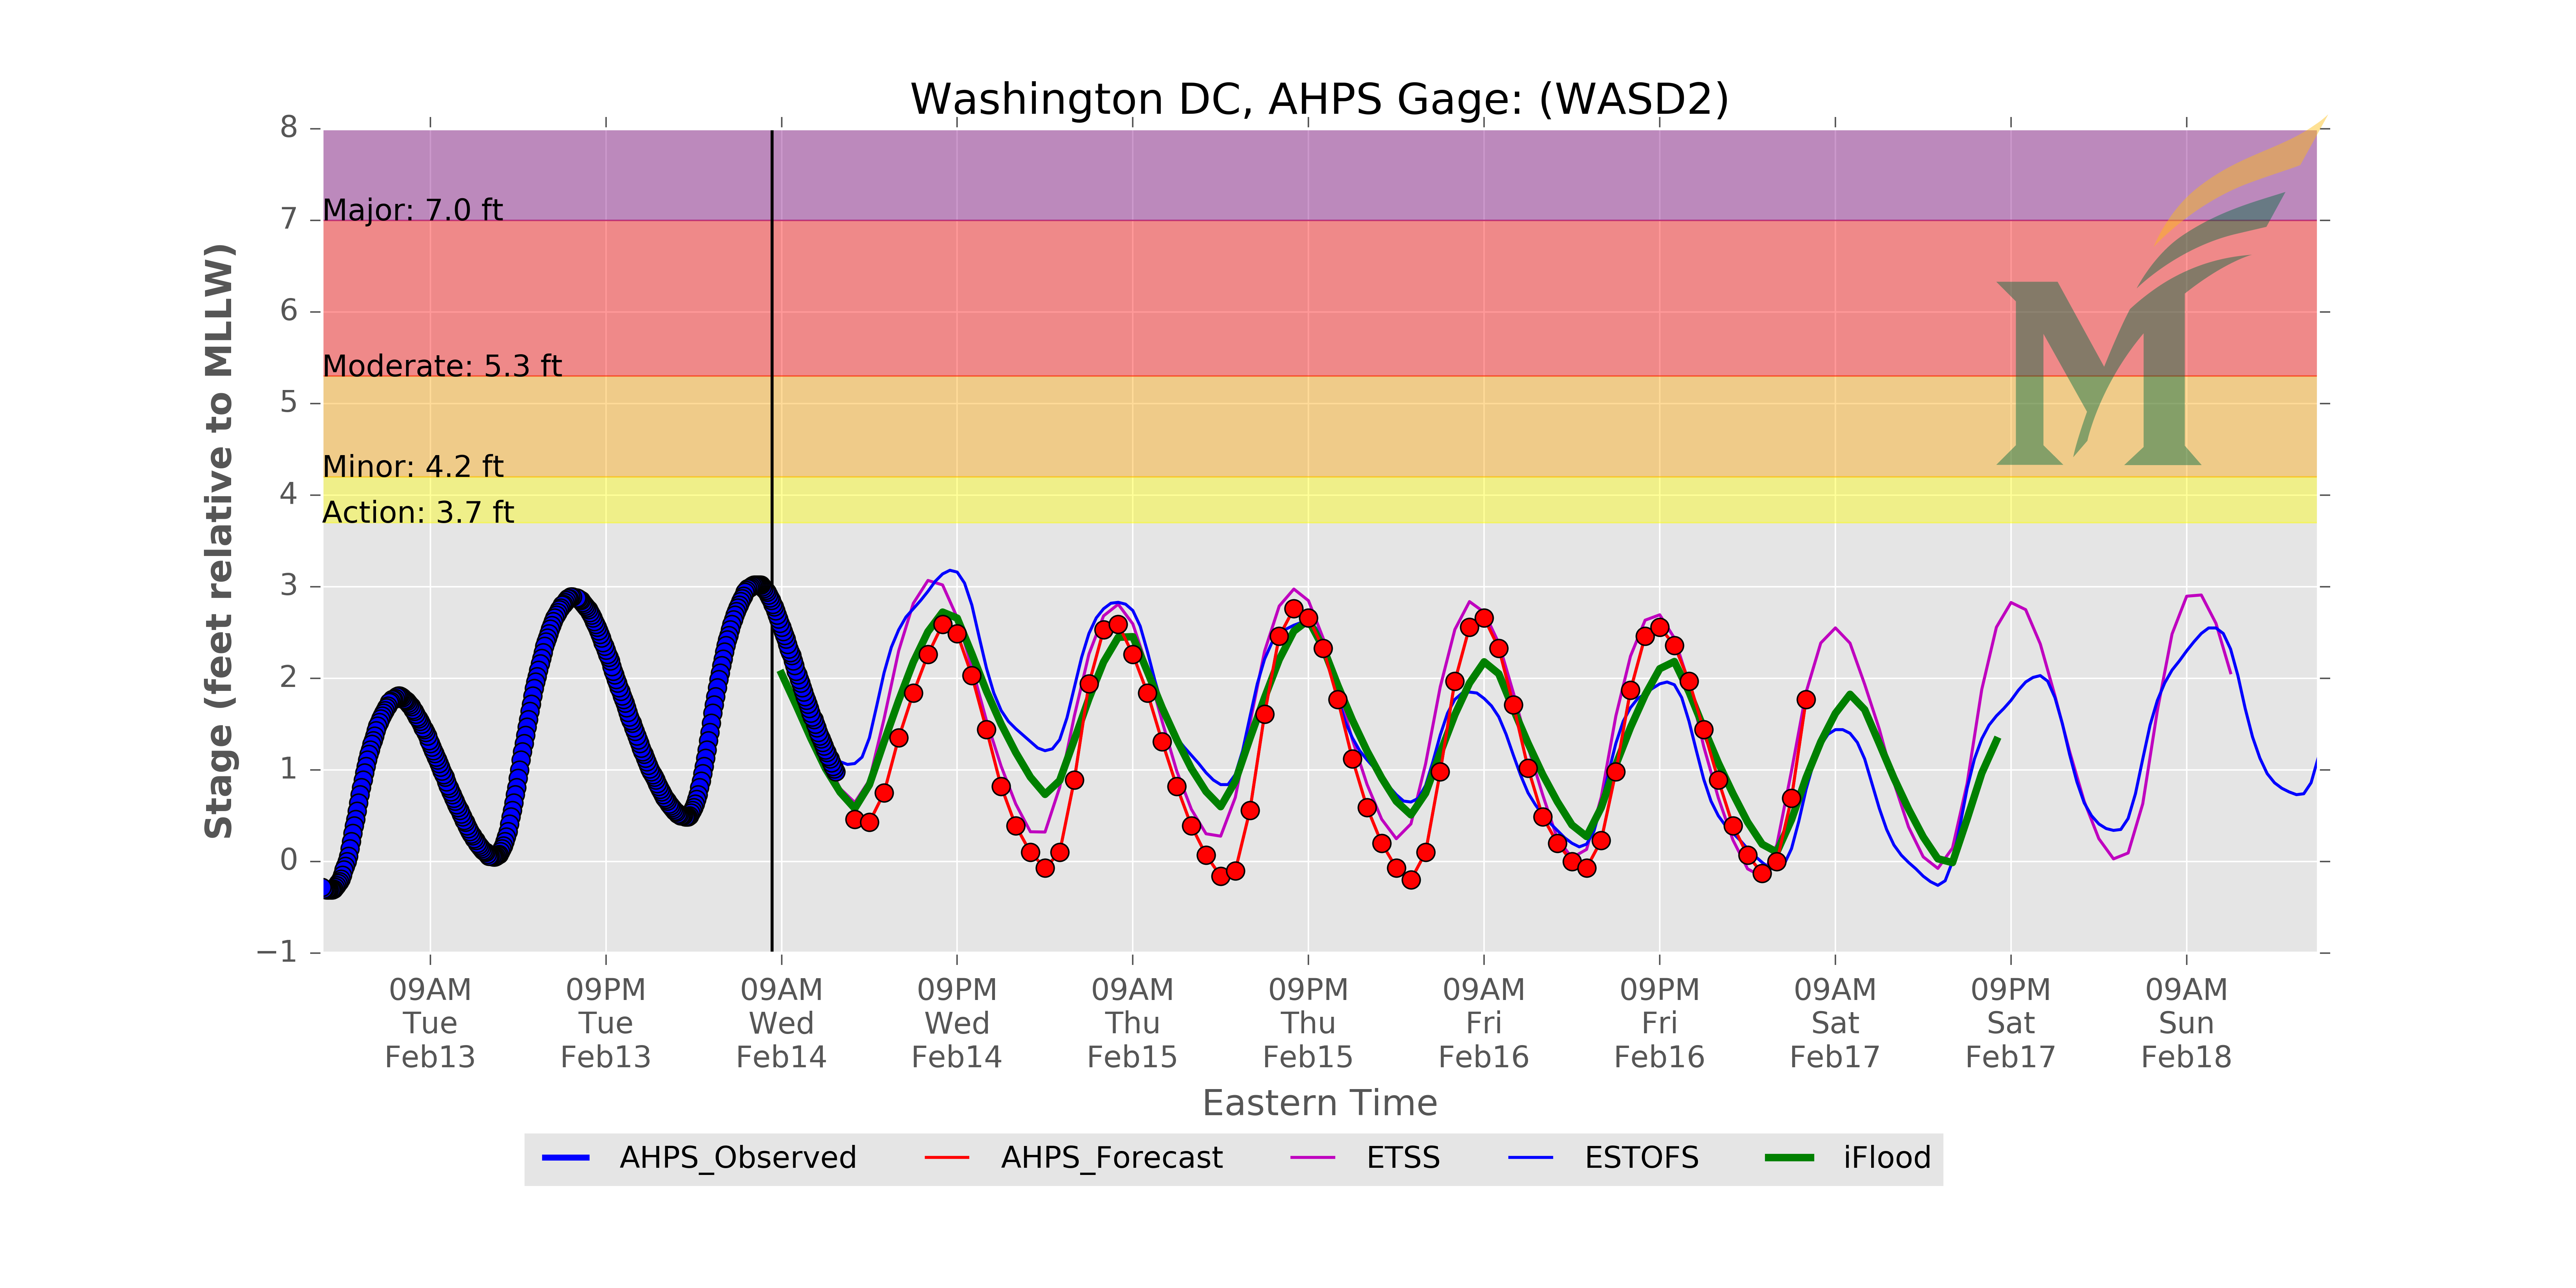 Washington DC, AHPS Gage: (WASD2)
Stage (feet relative to MLLW)
8
7
6
5
4
3
2
1
0
−1
Major: 7.0 ft
Moderate: 5.3 ft
Minor: 4.2 ft
Action: 3.7 ft
M
09AM 09PM 09AM 09PM 09AM 09PM 09AM 09PM 09AM 09PM 09AM
Tue Tue Wed Wed Thu Thu Fri Fri Sat Sat Sun
Feb13 Feb13 Feb14 Feb14 Feb15 Feb15 Feb16 Feb16 Feb17 Feb17 Feb18
Eastern Time
AHPS_Observed AHPS_Forecast ETSS ESTOFS iFlood